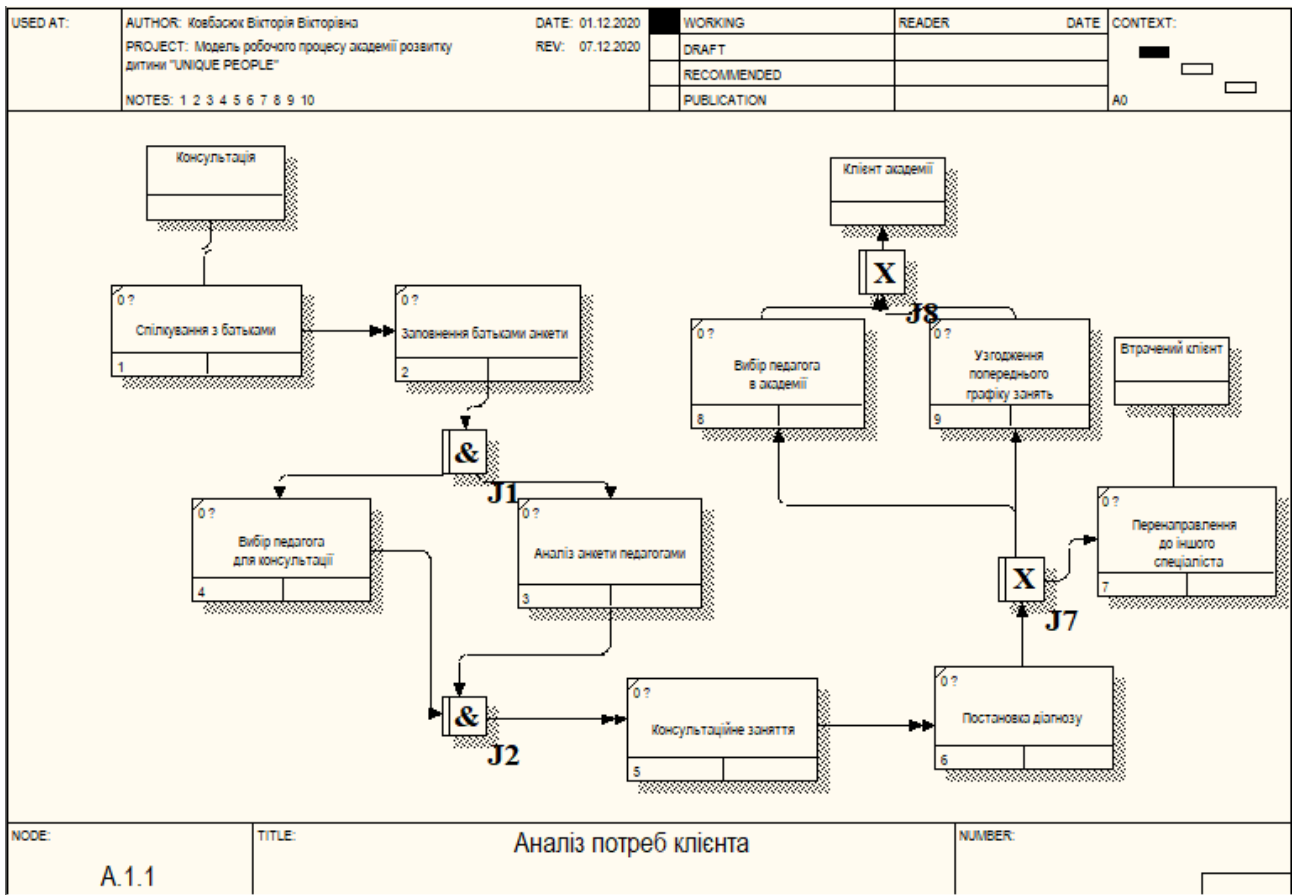 USED AT:
AUTHOR: Ковбасюк Вікторія Вікторівна
DATE: 01.12.2020
PROJECT: Модель робочого процесу академії розвитку
дитини "UNIQUE PEOPLE"
REV: 07.12.2020
NOTES: 1 2 3 4 5 6 7 8 9 10
WORKING
DRAFT
RECOMMENDED
PUBLICATION
READER DATE
CONTEXT:
A0
Консультація
Клієнт академії
X
J8
0 ?
Спілкування з батьками
1
0 ?
Заповнення батьками анкети
2
0 ?
Вибір педагога
в академії
8
0 ?
Узгодження
попереднього
графіку занять
9
Втрачений клієнт
&
J1
0 ?
Вибір педагога
для консультації
4
0 ?
Аналіз анкети педагогами
3
X
J7
0 ?
Перенаправлення
до іншого
спеціаліста
7
&
J2
0 ?
Консультаційне заняття
5
0 ?
Постановка діагнозу
6
NODE:
A.1.1
TITLE:
Аналіз потреб клієнта
NUMBER: